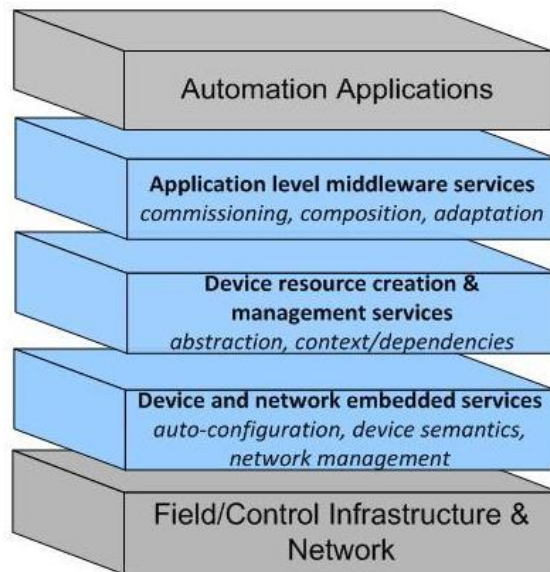 Automation Applications
Application level middleware services
commissioning, composition, adaptation
Device resource creation &
management services
abstraction, context/dependencies
Device and network embedded services
auto-configuration, device semantics,
network management
Field/Control Infrastructure &
Network